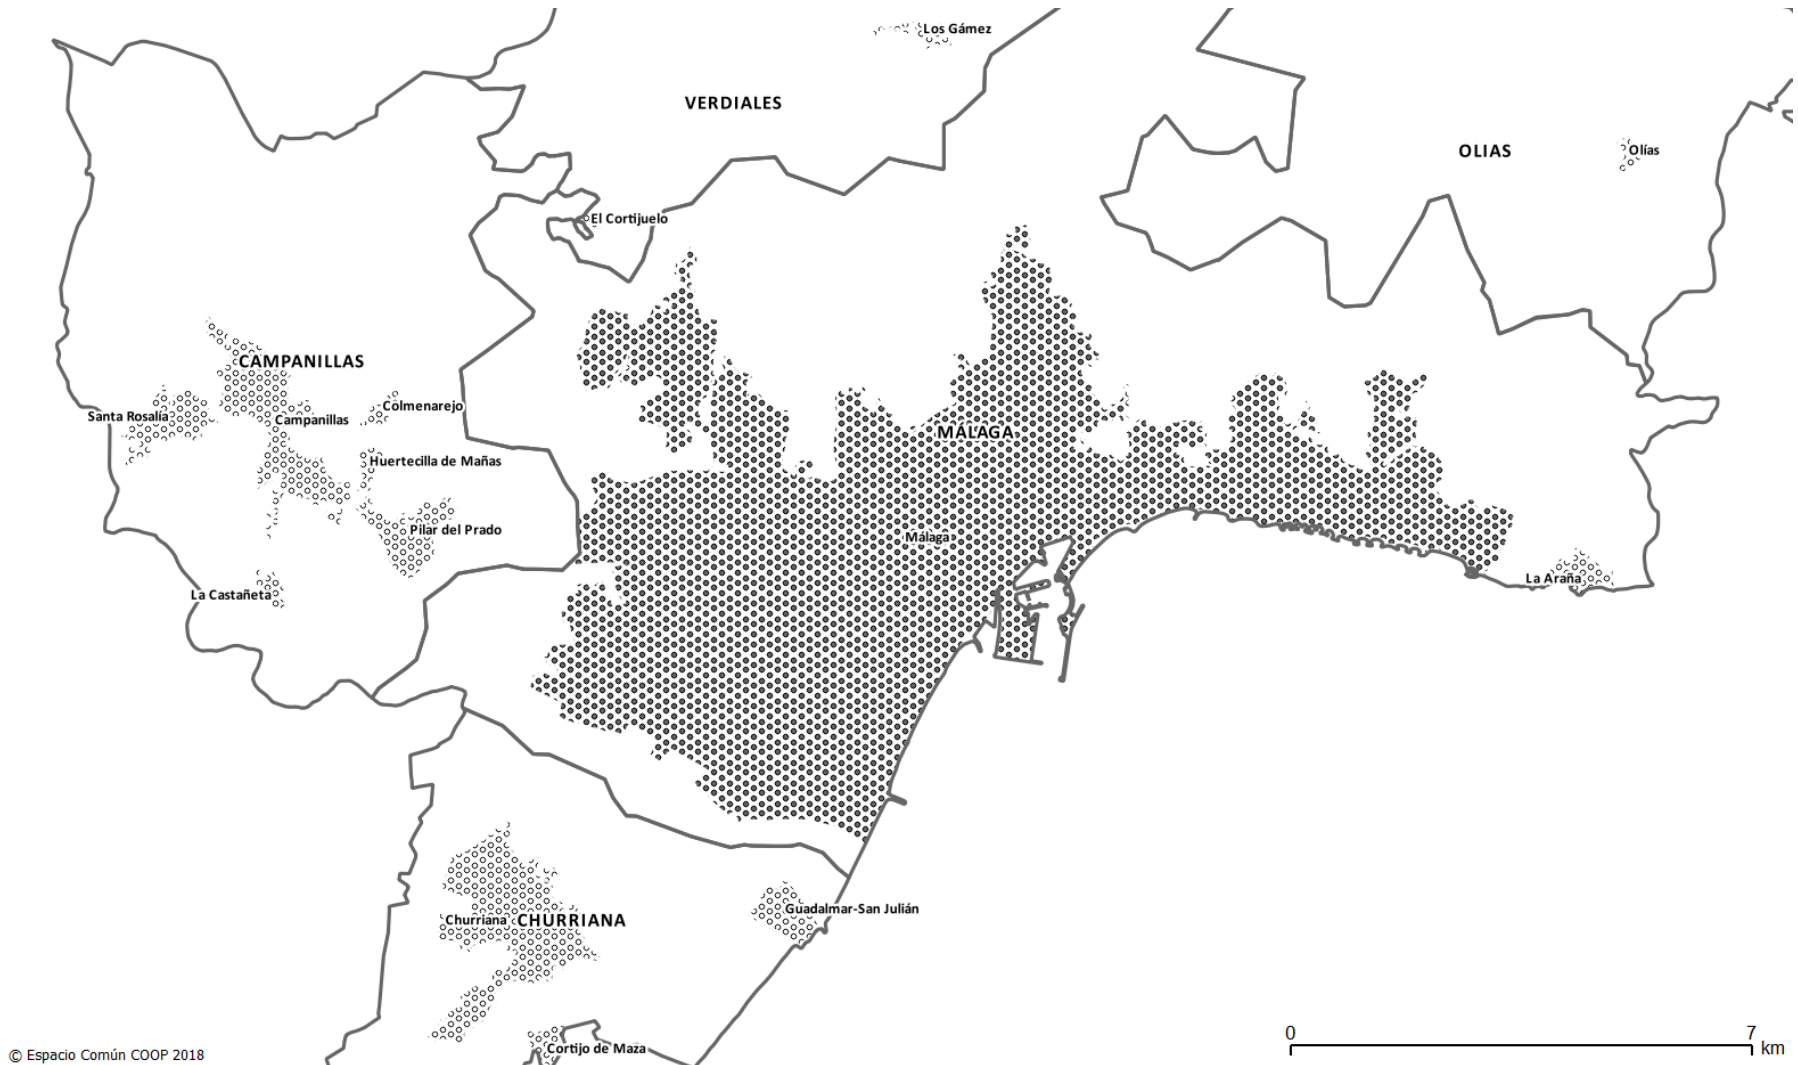 Los Gámez
VERDIALES
OLIAS
Olías
El Cortijuelo
CAMPANILLAS
Colmenarejo
Santa Rosalía
Campanillas
MÁLAGA
Huertecilla de Mañas
Pilar del Prado
Málaga
La Araña
La Castañeta
Guadalmar-San Julián
Churriana
CHURRIANA
Cortijo de Maza
0
7
km
© Espacio Común COOP 2018